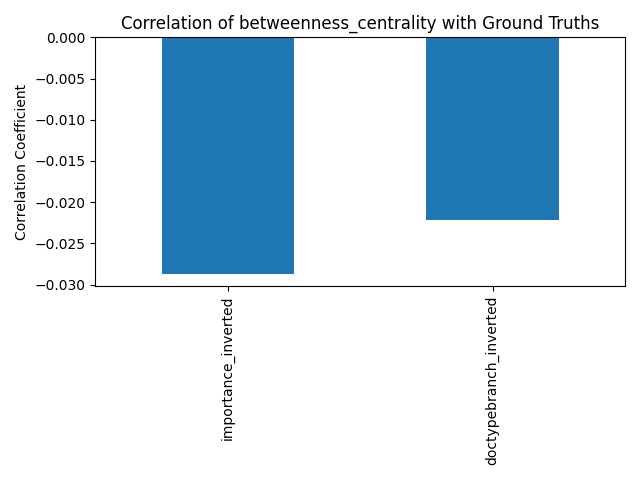 Correlation of betweenness_centrality with Ground Truths
Correlation Coefficient
0.000
−0.005
−0.010
−0.015
−0.020
−0.025
−0.030
importance_inverted
doctypebranch_inverted